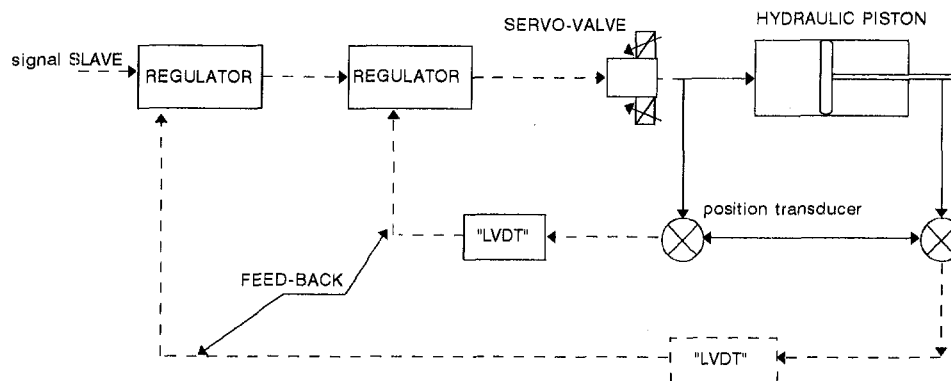 SERVO-VALVE
HYDRAULIC PISTON
signal SLAVE
REGULATOR
REGULATOR
position transducer
"LVDT"
FEED-BACK
"LVDT"